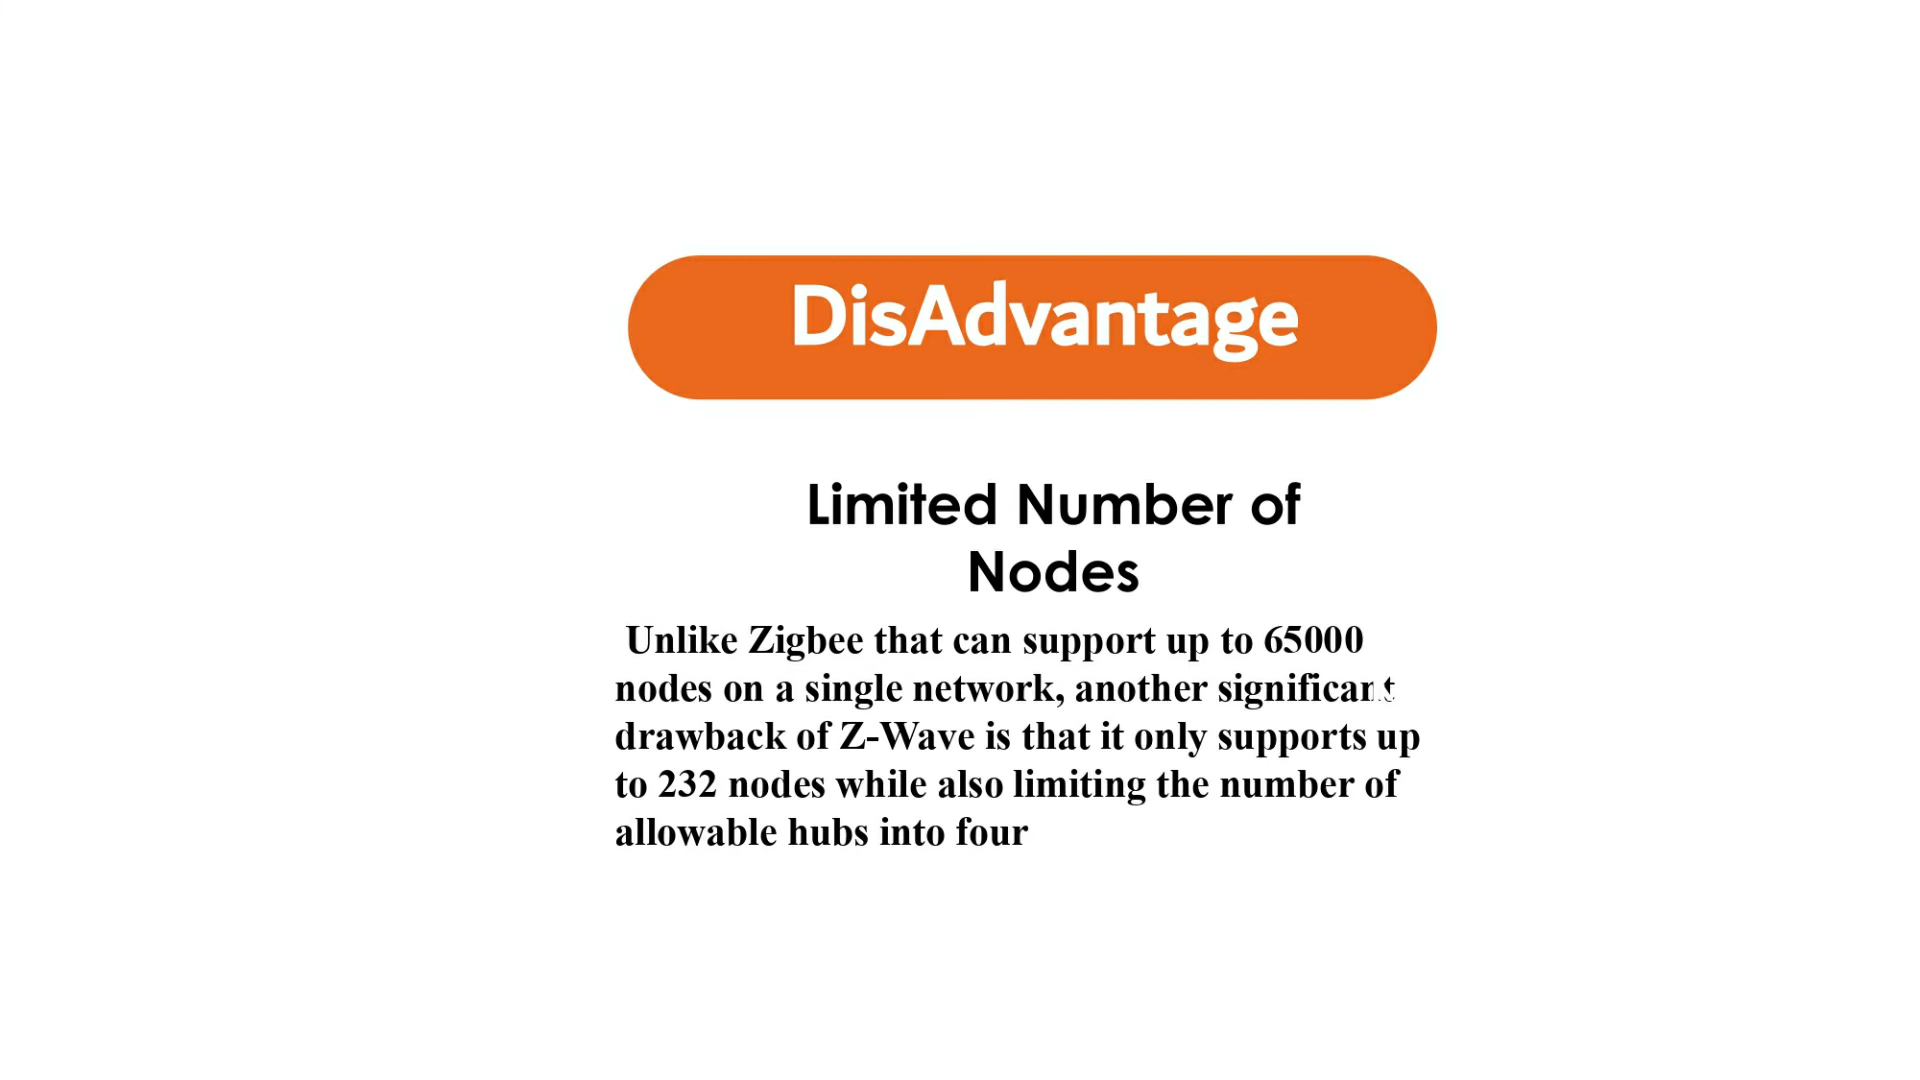 DisAdvantage
Limited Number of
Nodes
Unlike Zigbee that can support up to 65000
nodes on a single network, another significant
drawback of Z-Wave is that it only supports up
to 232 nodes while also limiting the number of
allowable hubs into four